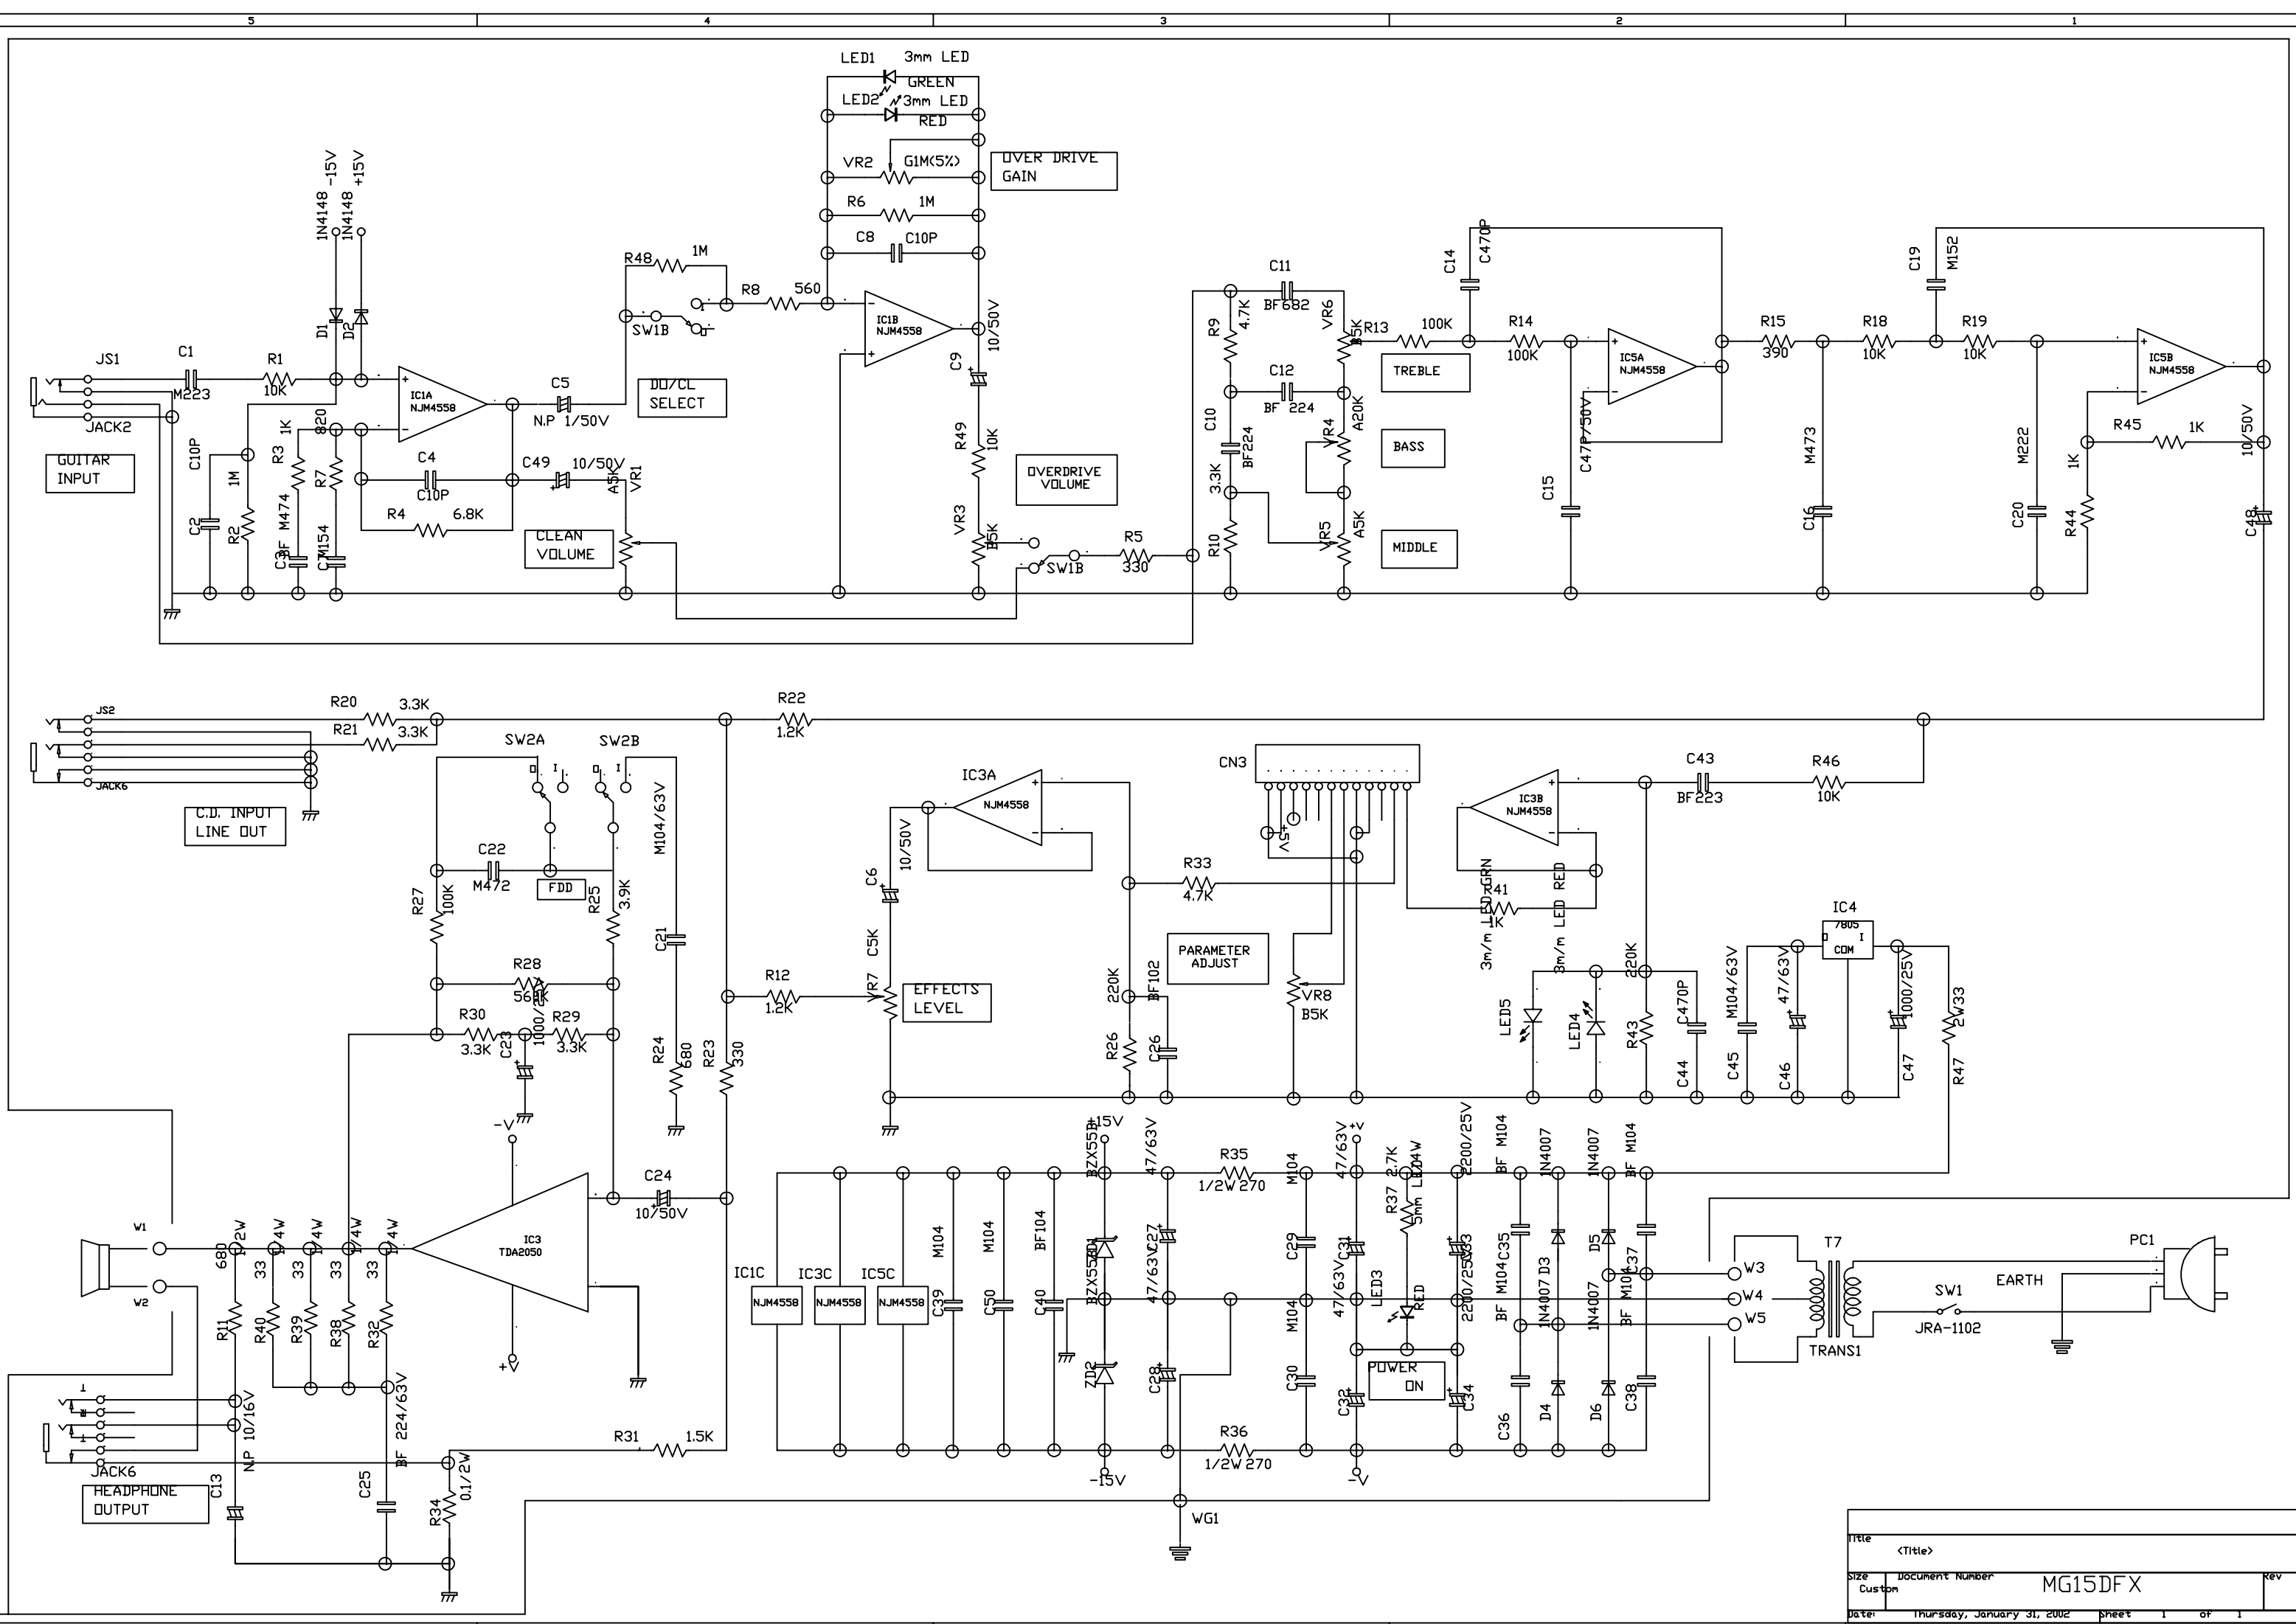 5 4 3 2 1
LED1 3mm LED
GREEN
LED2 3mm LED
RED
VR2 G1M(5%)
OVER DRIVE
GAIN
R6 1M
C8 C10P
1N4148 -15V
1N4148 +15V
D1
D2
R48 1M
SW1B
R8 560
IC1B
NJM4558
10/50V
C9
JS1
C1
M223
R1
10K
JACK2
GUITAR
INPUT
IC1A
NJM4558
C5
N.P 1/50V
DO/CL
SELECT
C10P
C2
1M
R2
1K
R3
BF M474
C3
820
R7
M154
C4
C10P
R4 6.8K
C49 10/50V
A5K
VR1
CLEAN
VOLUME
R49
10K
OVERDRIVE
VOLUME
VR3
B5K
SW1B
R5
330
C11
BF682
R9
4.7K
VR6
B5K
C12
BF 224
C10
BF224
3.3K
R10
VR4
A20K
VR5
A5K
TREBLE
BASS
MIDDLE
R13 100K
C14
C470P
R14
100K
IC5A
NJM4558
C47P/50V
C15
R15
390
M473
C16
R18
10K
C19
M152
R19
10K
M222
C20
IC5B
NJM4558
R45 1K
1K
R44
10/50V
C48
JS2
JACK6
R20 3.3K
R21 3.3K
R22
1.2K
C.D. INPUT
LINE OUT
SW2A SW2B
I I
C22
M472
FDD
R27
100K
R25
3.9K
M104/63V
C21
R28
R30
3.3K
C23
R29
3.3K
R24
680
R23
330
R12
1.2K
C6
10/50V
C5K
VR7
EFFECTS
LEVEL
IC3A
NJM4558
CN3
+5V
R33
4.7K
PARAMETER
ADJUST
220K
R26
BF102
C26
VR8
B5K
IC3B
NJM4558
C43
BF223
R46
10K
R41
1K
3m/m LED GRN
3m/m LED RED
LED5
LED4
220K
R43
C470P
C44
M104/63V
C45
47/63V
C46
IC4
7805
I
COM
1000/25V
C47
2W33
R47
-V
+V
IC3
TDA2050
C24
10/50V
W1
W2
680
1/2W
R11
33
1/4W
R40
33
1/4W
R39
33
1/4W
R38
33
1/4W
R32
JACK6
HEADPHONE
OUTPUT
N.P 10/16V
C13
BF 224/63V
C25
R31 1.5K
0.1/2W
R34
IC1C
NJM4558
IC3C
NJM4558
IC5C
NJM4558
M104
C39
M104
C50
BF104
C40
+15V
-15V
ZD2
47/63V
C27
47/63V
C28
R35
1/2W 270
R36
1/2W 270
M104
C29
M104
C30
+V
-V
47/63V
C31
47/63V
C32
2.7K
R37
LED3
RED
POWER
ON
2200/25V
C33
2200/25V
C34
BF M104
C35
BF M104
C36
1N4007
D3
1N4007
D4
1N4007
D5
1N4007
D6
BF M104
C37
BF M104
C38
W3
W4
W5
T7
TRANS1
EARTH
SW1
JRA-1102
PC1
WG1
Title
<Title>
Size
Custom
Document Number
MG15DFX
Rev
Date: Thursday, January 31, 2002 Sheet 1 of 1